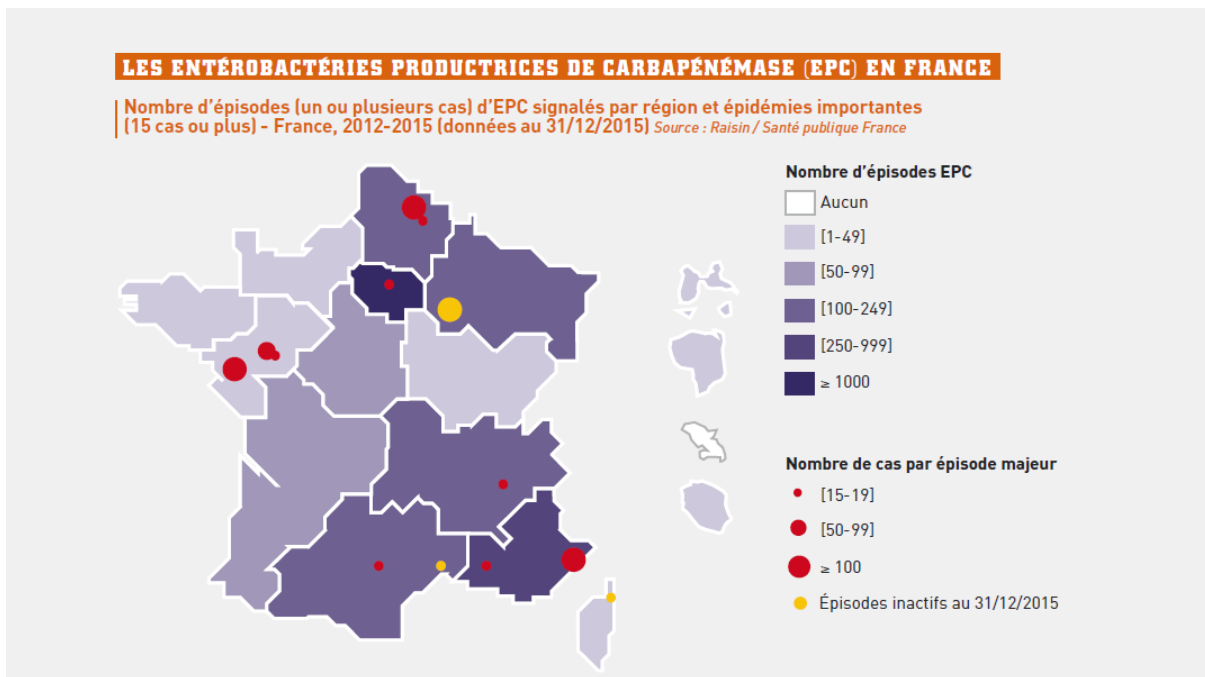 LES ENTÉROBACTÉRIES PRODUCTRICES DE CARBAPÉNÉMASE (EPC) EN FRANCE
Nombre d'épisodes (un ou plusieurs cas) d'EPC signalés par région et épidémies importantes
(15 cas ou plus) - France, 2012-2015 (données au 31/12/2015) Source : Raisin / Santé publique France
Nombre d'épisodes EPC
Aucun
[1-49]
[50-99]
[100-249]
[250-999]
≥ 1000
Nombre de cas par épisode majeur
[15-19]
[50-99]
≥ 100
Épisodes inactifs au 31/12/2015